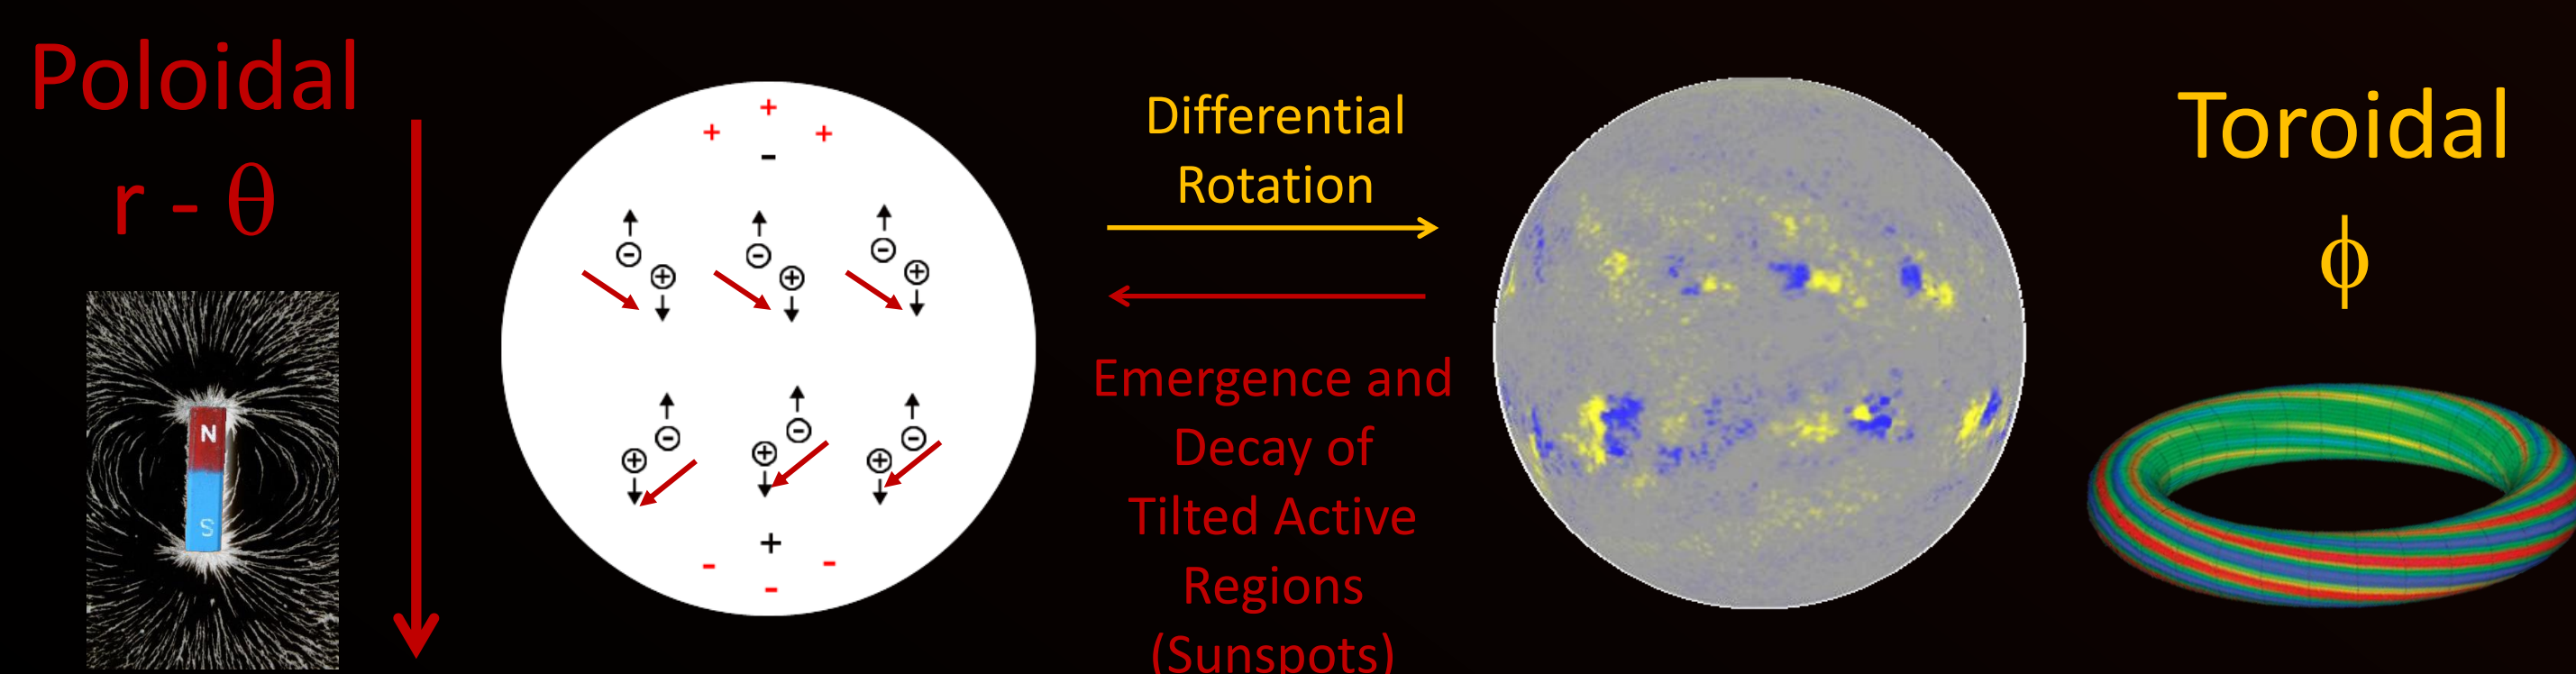 Poloidal
r - θ
N
S
+
+ +
-
⊖ ⊖ ⊖
⊕ ⊕ ⊕
⊖ ⊖ ⊖
⊕ ⊕ ⊕
+
- -
-
Differential
Rotation
Emergence and
Decay of
Tilted Active
Regions
(Sunspots)
Toroidal
ϕ